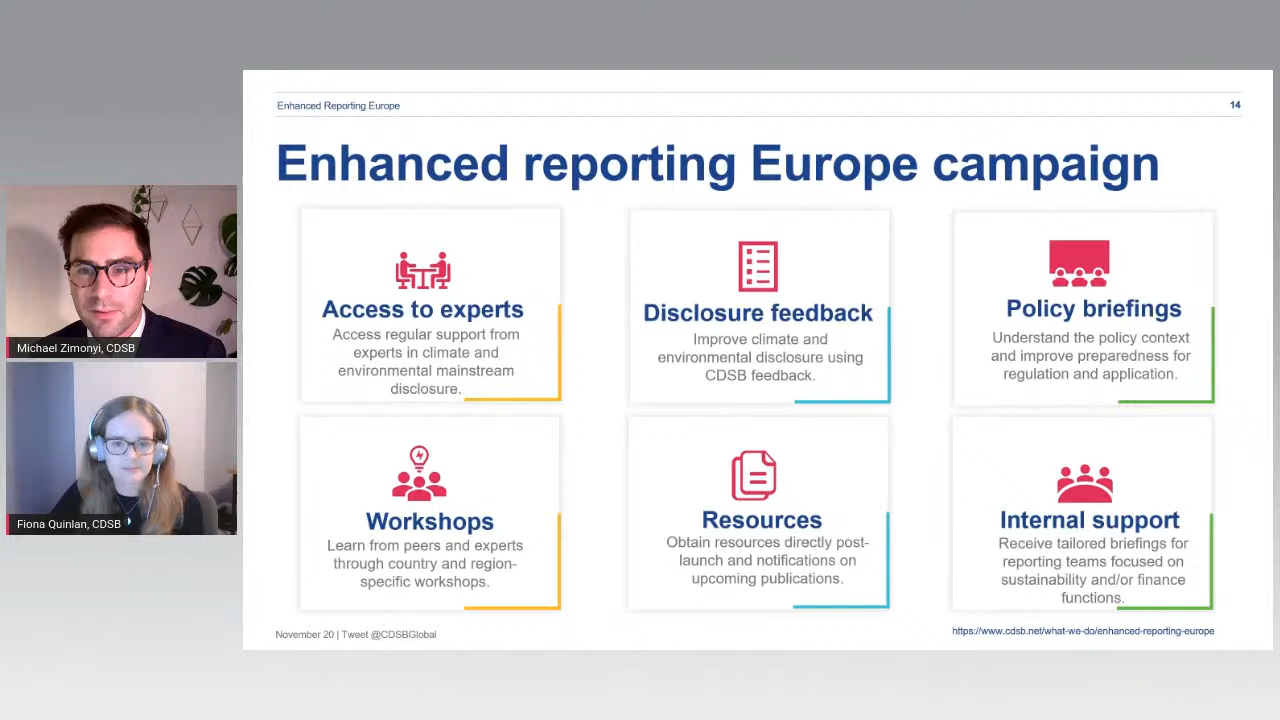 Enhanced Reporting Europe
14
Enhanced reporting Europe campaign
Access to experts
Access regular support from
experts in climate and
environmental mainstream
disclosure.
Disclosure feedback
Improve climate and
environmental disclosure using
CDSB feedback.
Policy briefings
Understand the policy context
and improve preparedness for
regulation and application.
Workshops
Learn from peers and experts
through country and region-
specific workshops.
Resources
Obtain resources directly post-
launch and notifications on
upcoming publications.
Internal support
Receive tailored briefings for
reporting teams focused on
sustainability and/or finance
functions.
November 20 | Tweet @CDSBGlobal
https://www.cdsb.net/what-we-do/enhanced-reporting-europe
Michael Zimonyi, CDSB
Fiona Quinlan, CDSB